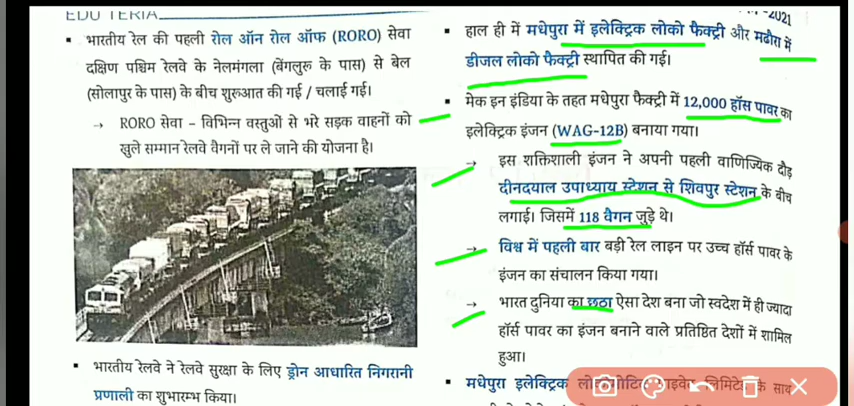 EDU TERIA
2021
भारतीय रेल की पहली रोल ऑन रोल ऑफ (RORO) सेवा
दक्षिण पश्चिम रेलवे के नेलमंगला (बेंगलुरू के पास) से बेल
(सोलापुर के पास) के बीच शुरूआत की गई / चलाई गई।
→ RORO सेवा – विभिन्न वस्तुओं से भरे सड़क वाहनों को
खुले सम्मान रेलवे वैगनों पर ले जाने की योजना है।
भारतीय रेलवे ने रेलवे सुरक्षा के लिए ड्रोन आधारित निगरानी
प्रणाली का शुभारम्भ किया।
हाल ही में मधेपुरा में इलेक्ट्रिक लोको फैक्ट्री और मढौरा में
डीजल लोको फैक्ट्री स्थापित की गई।
मेक इन इंडिया के तहत मधेपुरा फैक्ट्री में 12,000 हॉस पावर का
इलेक्ट्रिक इंजन (WAG-12B) बनाया गया।
→ इस शक्तिशाली इंजन ने अपनी पहली वाणिज्यिक दौड़
दीनदयाल उपाध्याय स्टेशन से शिवपुर स्टेशन के बीच
लगाई। जिसमें 118 वैगन जुड़े थे।
→ विश्व में पहली बार बड़ी रेल लाइन पर उच्च हॉर्स पावर के
इंजन का संचालन किया गया।
→ भारत दुनिया का छठा ऐसा देश बना जो स्वदेश में ही ज्यादा
हॉर्स पावर का इंजन बनाने वाले प्रतिष्ठित देशों में शामिल
हुआ।
मधेपुरा इलेक्ट्रिक के साथ